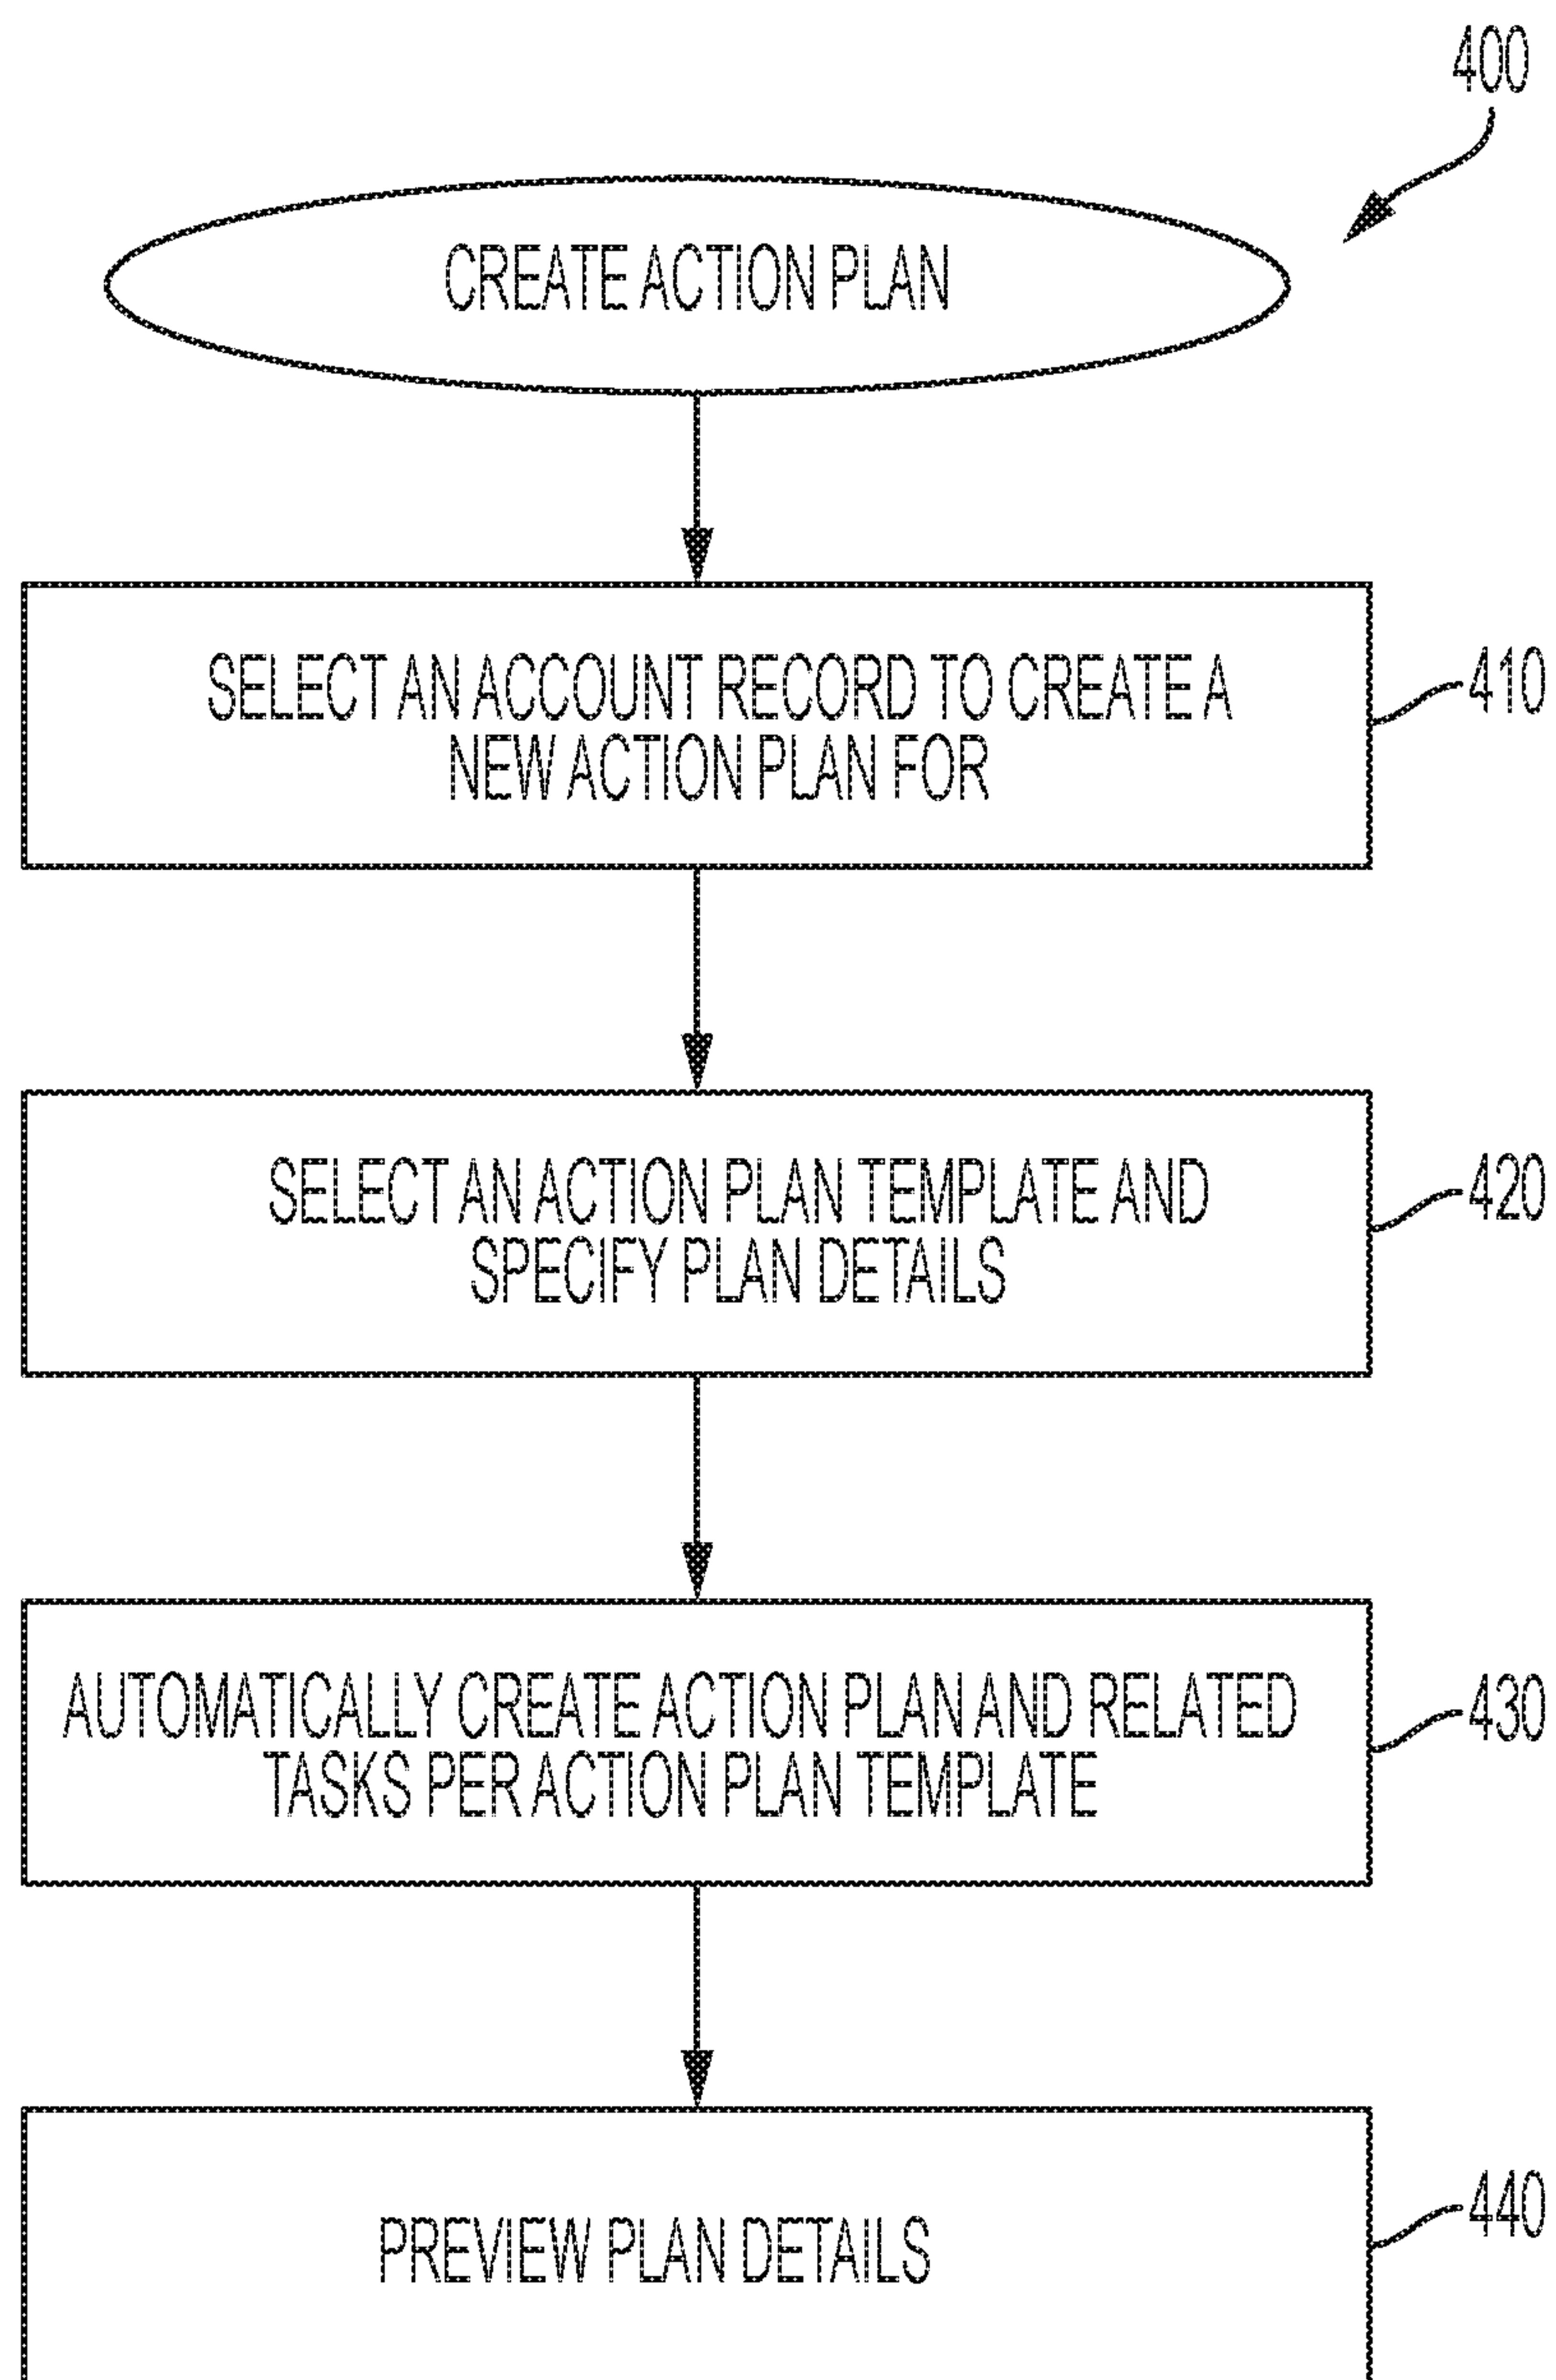 400
CREATE ACTION PLAN
SELECT AN ACCOUNT RECORD TO CREATE A
NEW ACTION PLAN FOR
410
SELECT AN ACTION PLAN TEMPLATE AND
SPECIFY PLAN DETAILS
420
AUTOMATICALLY CREATE ACTION PLAN AND RELATED
TASKS PER ACTION PLAN TEMPLATE
430
PREVIEW PLAN DETAILS
440